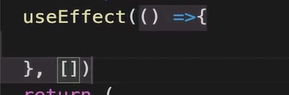 useEffect(() =>{
}, [])
return (